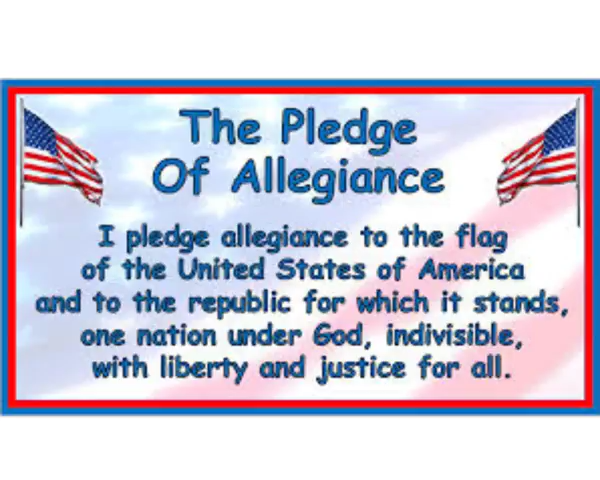 The Pledge
Of Allegiance
I pledge allegiance to the flag
of the United States of America
and to the republic for which it stands,
one nation under God, indivisible,
with liberty and justice for all.